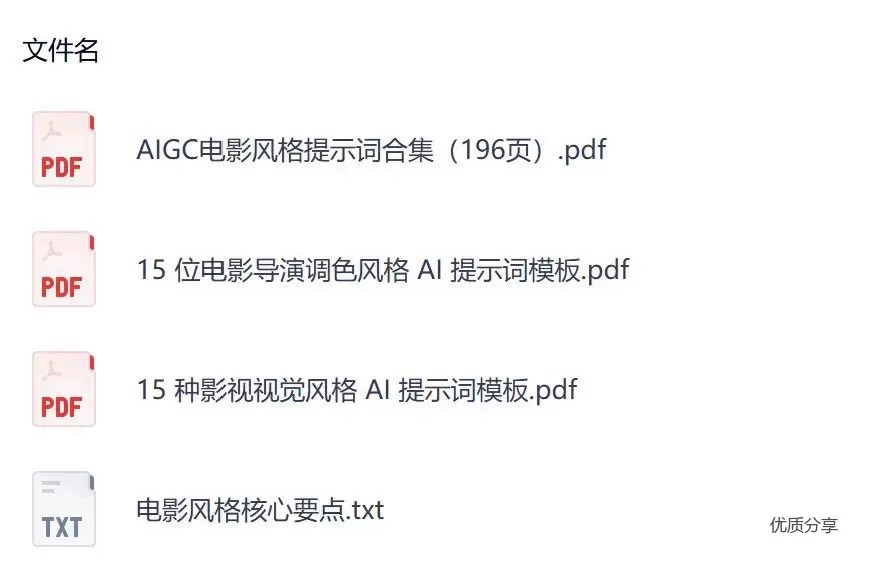 文件名
PDF
AIGC电影风格提示词合集（196页）.pdf
PDF
15 位电影导演调色风格 AI 提示词模板.pdf
PDF
15 种影视视觉风格 AI 提示词模板.pdf
TXT
电影风格核心要点.txt
优质分享